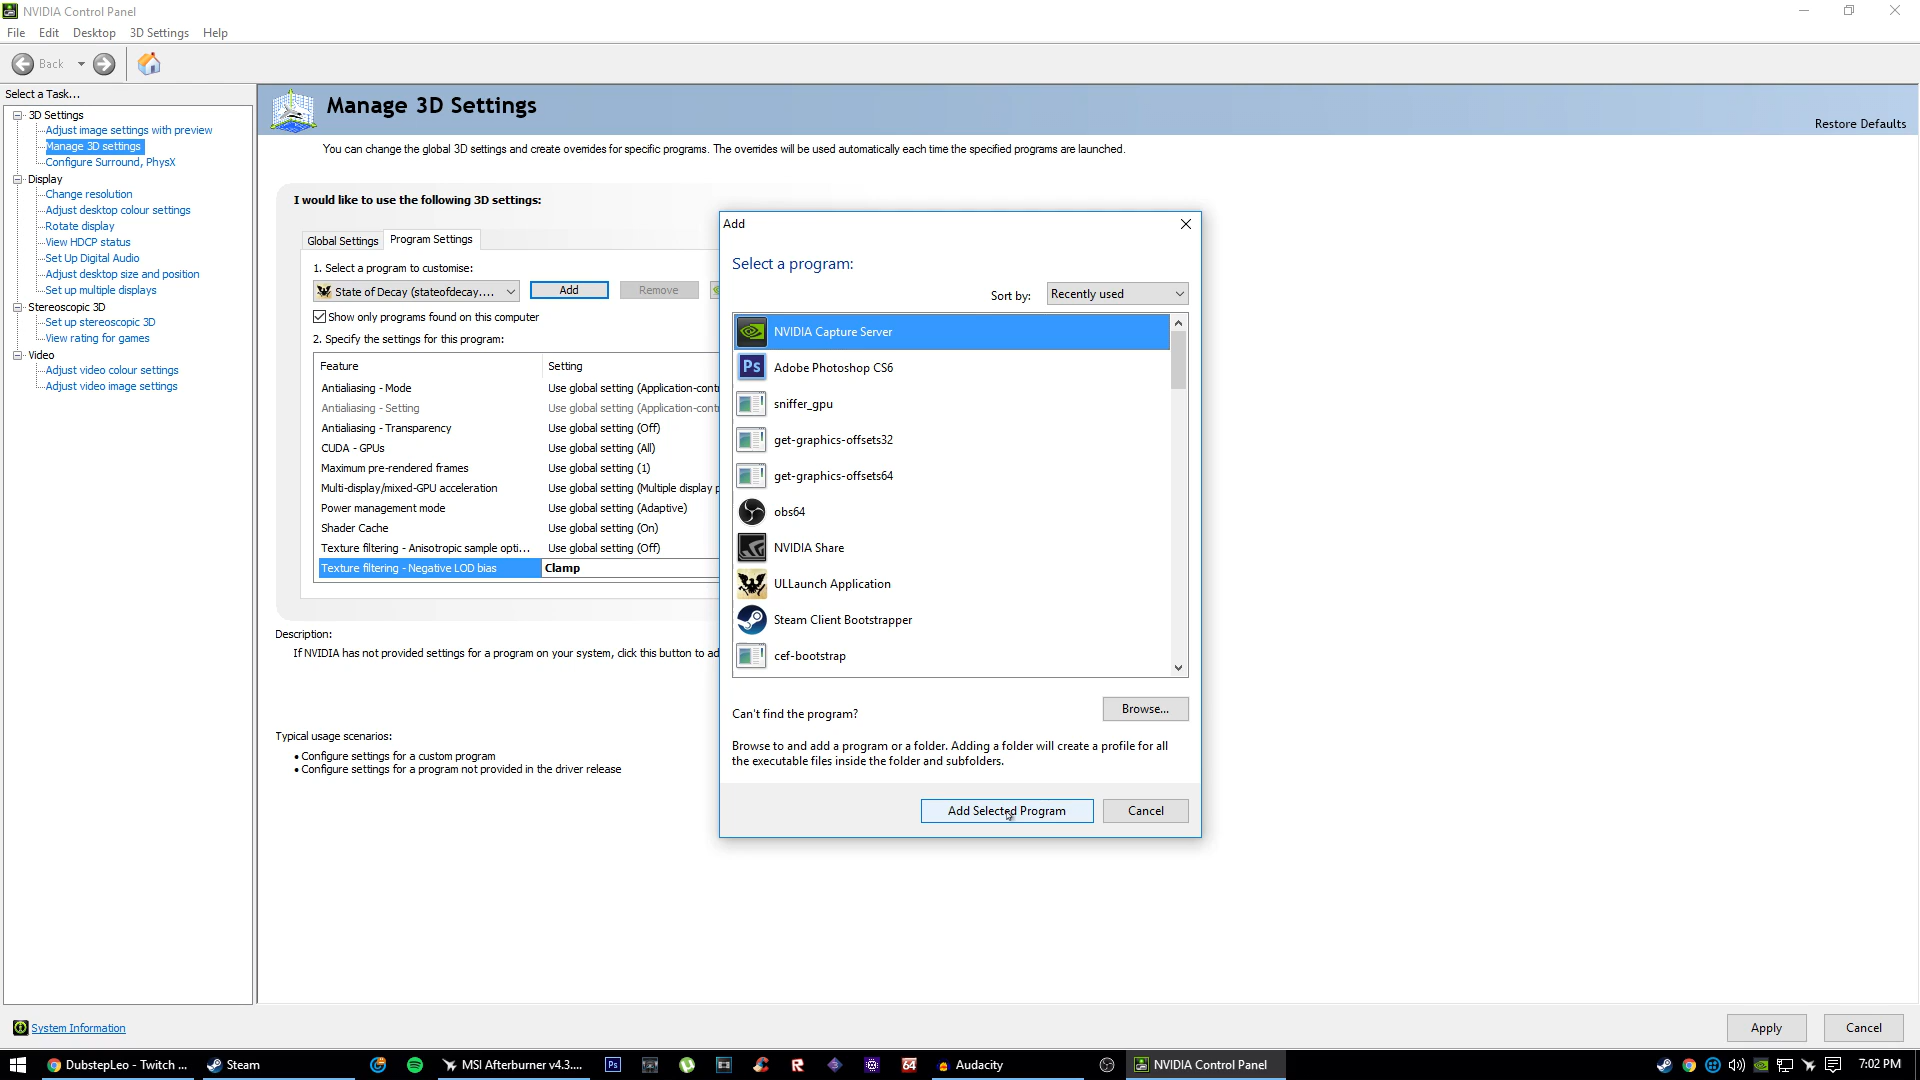 NVIDIA Control Panel
File Edit Desktop 3D Settings Help
Back
Select a Task...
3D Settings
Adjust image settings with preview
Manage 3D settings
Configure Surround, PhysX
Display
Change resolution
Adjust desktop colour settings
Rotate display
View HDCP status
Set Up Digital Audio
Adjust desktop size and position
Set up multiple displays
Stereoscopic 3D
Set up stereoscopic 3D
View rating for games
Video
Adjust video colour settings
Adjust video image settings
System Information
Manage 3D Settings
Restore Defaults
You can change the global 3D settings and create overrides for specific programs. The overrides will be used automatically each time the specified programs are launched.
I would like to use the following 3D settings:
Global Settings Program Settings
1. Select a program to customise:
State of Decay (stateofdecay.... Add Remove
Show only programs found on this computer
2. Specify the settings for this program:
Feature Setting
Antialiasing - Mode Use global setting (Application-cont
Antialiasing - Setting Use global setting (Application-cont
Antialiasing - Transparency Use global setting (Off)
CUDA - GPUs Use global setting (All)
Maximum pre-rendered frames Use global setting (1)
Multi-display/mixed-GPU acceleration Use global setting (Multiple display p
Power management mode Use global setting (Adaptive)
Shader Cache Use global setting (On)
Texture filtering - Anisotropic sample opti... Use global setting (Off)
Texture filtering - Negative LOD bias Clamp
Description:
If NVIDIA has not provided settings for a program on your system, click this button to ad
Typical usage scenarios:
• Configure settings for a custom program
• Configure settings for a program not provided in the driver release
Add
Select a program:
Sort by: Recently used
NVIDIA Capture Server
Ps Adobe Photoshop CS6
sniffer_gpu
get-graphics-offsets32
get-graphics-offsets64
obs64
NVIDIA Share
ULLaunch Application
Steam Client Bootstrapper
cef-bootstrap
Can't find the program? Browse...
Browse to and add a program or a folder. Adding a folder will create a profile for all
the executable files inside the folder and subfolders.
Add Selected Program Cancel
Apply Cancel
DubstepLeo - Twitch ... Steam MSI Afterburner v4.3.... Ps 64 Audacity NVIDIA Control Panel 7:02 PM